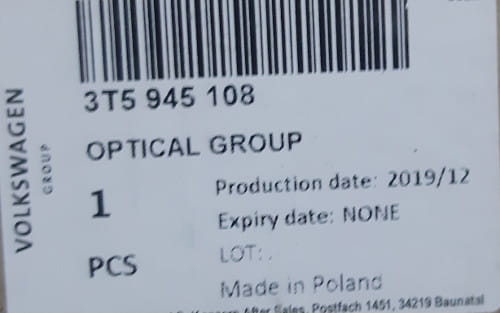 3T5 945 108
OPTICAL GROUP
VOLKSWAGEN
GROUP
1
PCS
Production date: 2019/12
Expiry date: NONE
LOT: .
Made in Poland
After Sales, Postfach 1451, 34219 Baunatal